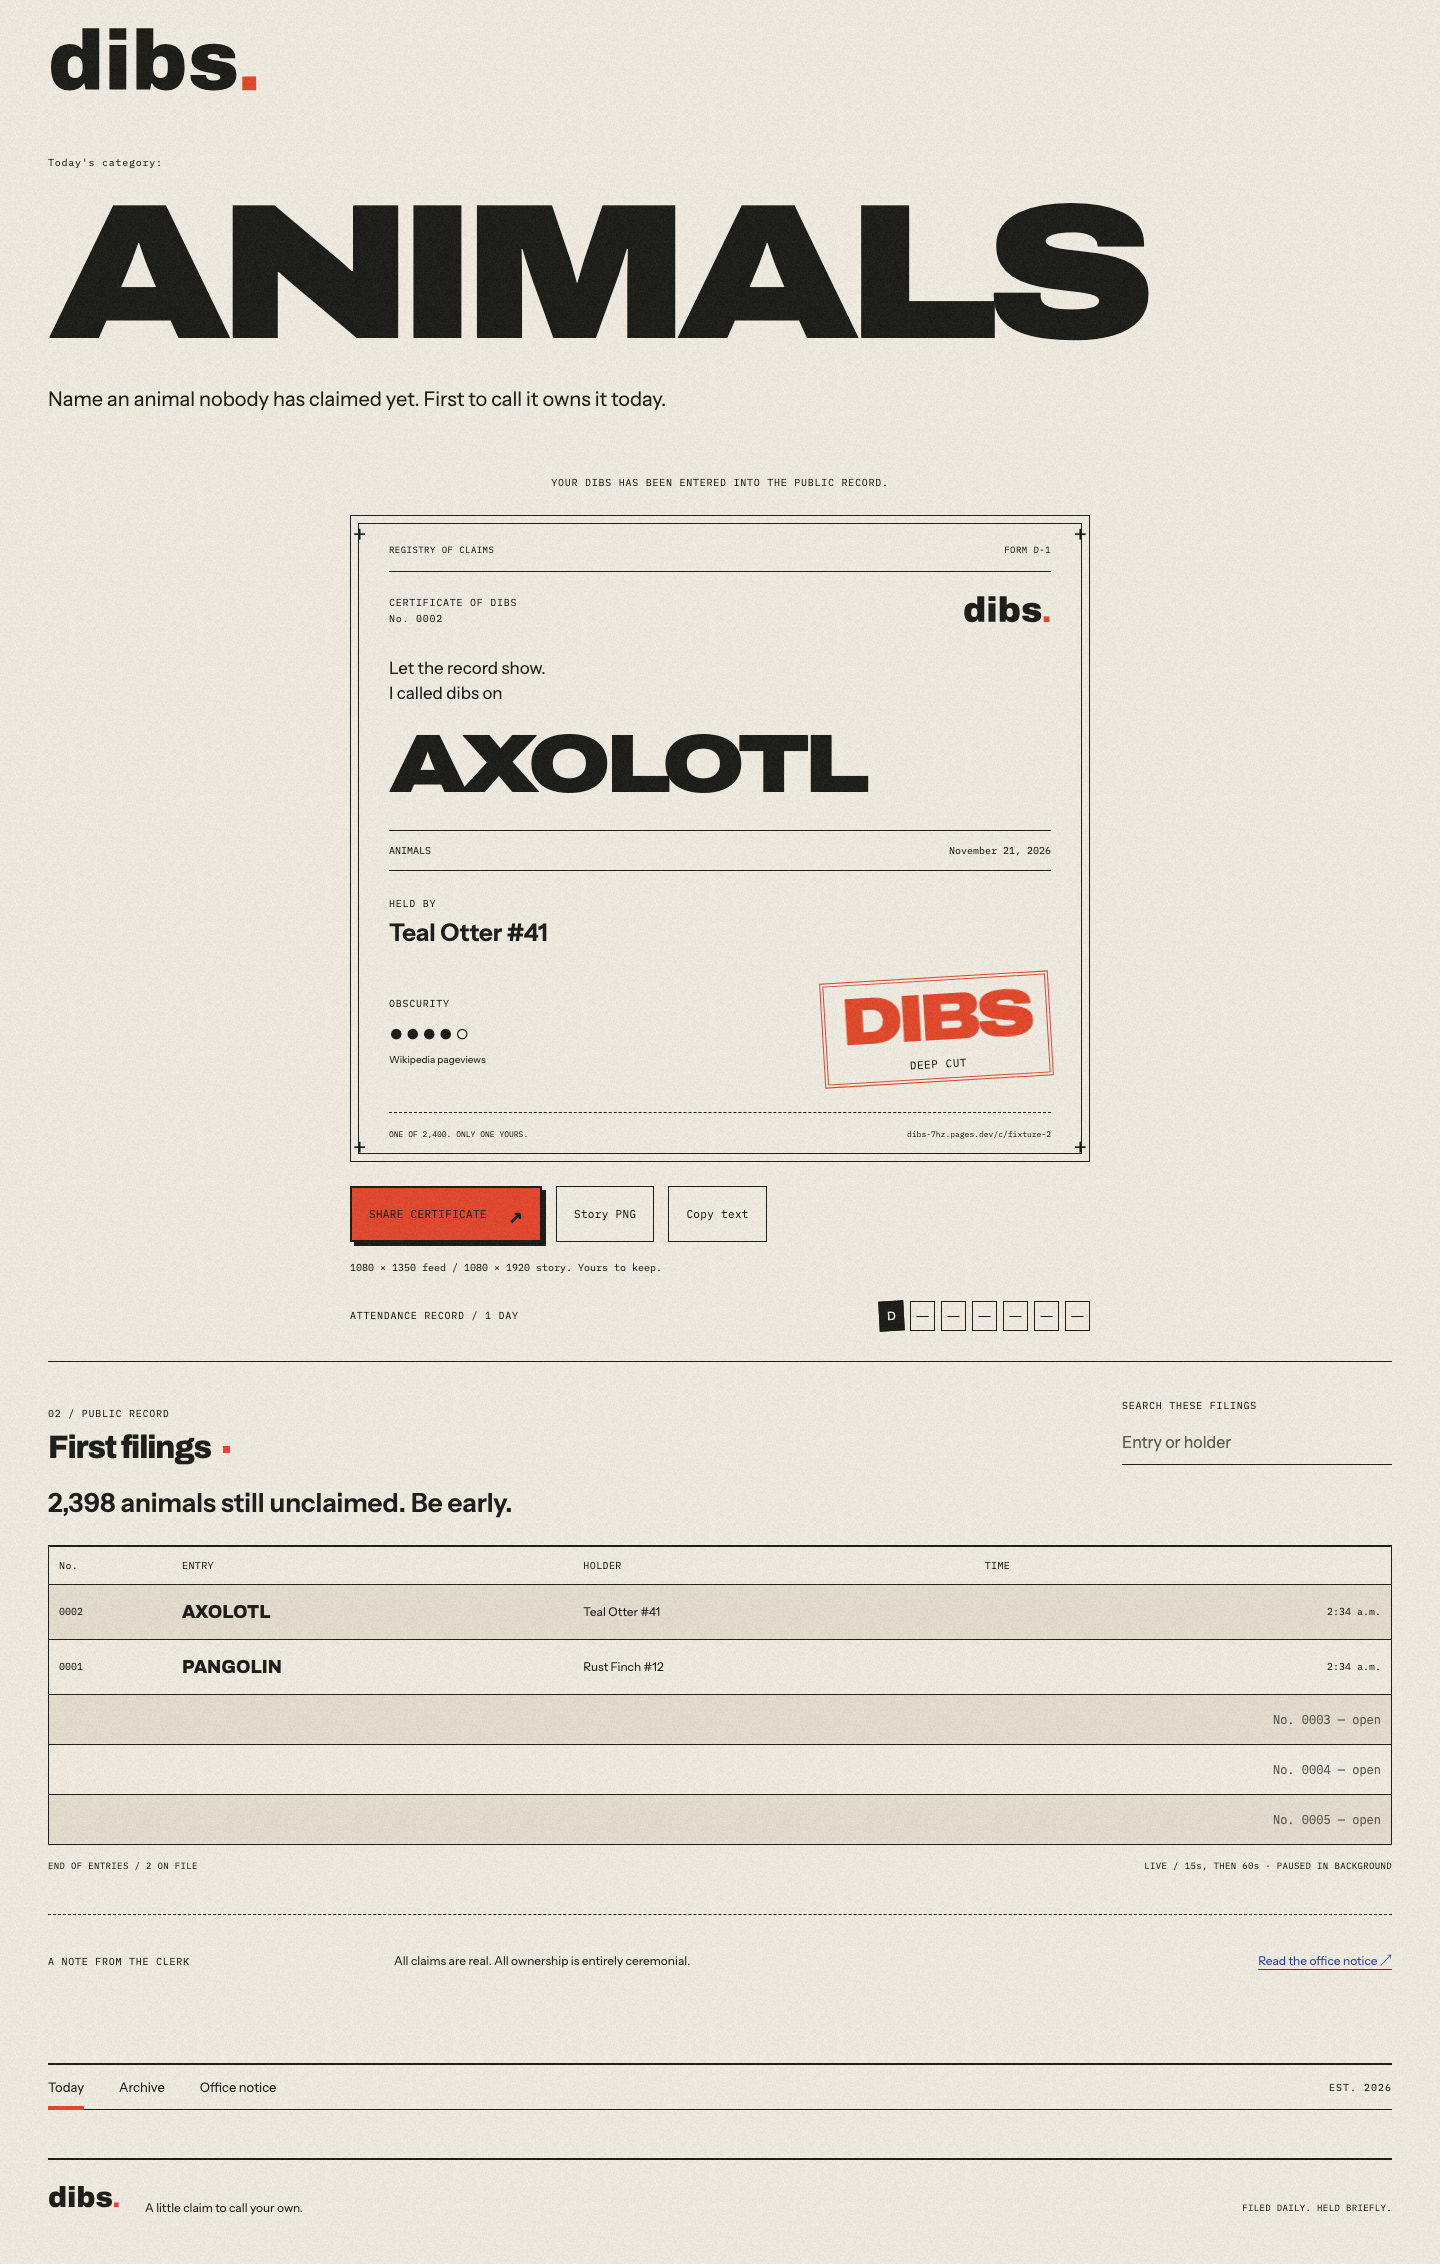 dibs.
Today's category:
ANIMALS
Name an animal nobody has claimed yet. First to call it owns it today.
YOUR DIBS HAS BEEN ENTERED INTO THE PUBLIC RECORD.
REGISTRY OF CLAIMS FORM D-1
CERTIFICATE OF DIBS
No. 0002
dibs.
Let the record show.
I called dibs on
AXOLOTL
ANIMALS November 21, 2026
HELD BY
Teal Otter #41
OBSCURITY
Wikipedia pageviews
DIBS
DEEP CUT
ONE OF 2,400. ONLY ONE YOURS. dibs-7hz.pages.dev/c/fixture-2
SHARE CERTIFICATE ↗ Story PNG Copy text
1080 × 1350 feed / 1080 × 1920 story. Yours to keep.
ATTENDANCE RECORD / 1 DAY D — — — — — —
02 / PUBLIC RECORD
First filings
SEARCH THESE FILINGS
Entry or holder
2,398 animals still unclaimed. Be early.
No. ENTRY HOLDER TIME
0002 AXOLOTL Teal Otter #41 2:34 a.m.
0001 PANGOLIN Rust Finch #12 2:34 a.m.
No. 0003 — open
No. 0004 — open
No. 0005 — open
END OF ENTRIES / 2 ON FILE LIVE / 15s, THEN 60s · PAUSED IN BACKGROUND
A NOTE FROM THE CLERK All claims are real. All ownership is entirely ceremonial. Read the office notice ↗
Today Archive Office notice EST. 2026
dibs. A little claim to call your own. FILED DAILY. HELD BRIEFLY.